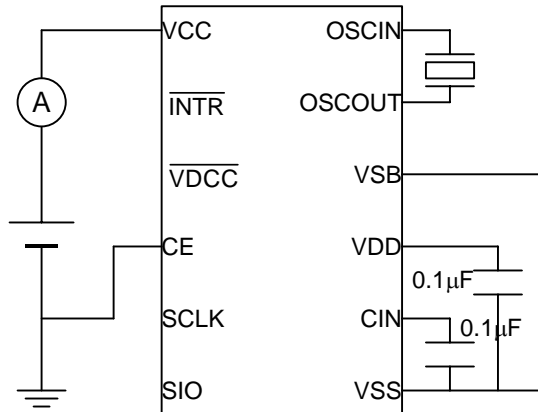 VCC OSCIN
A
INTR OSCOUT
VDCC VSB
CE VDD
0.1μF
SCLK CIN
0.1μF
SIO VSS